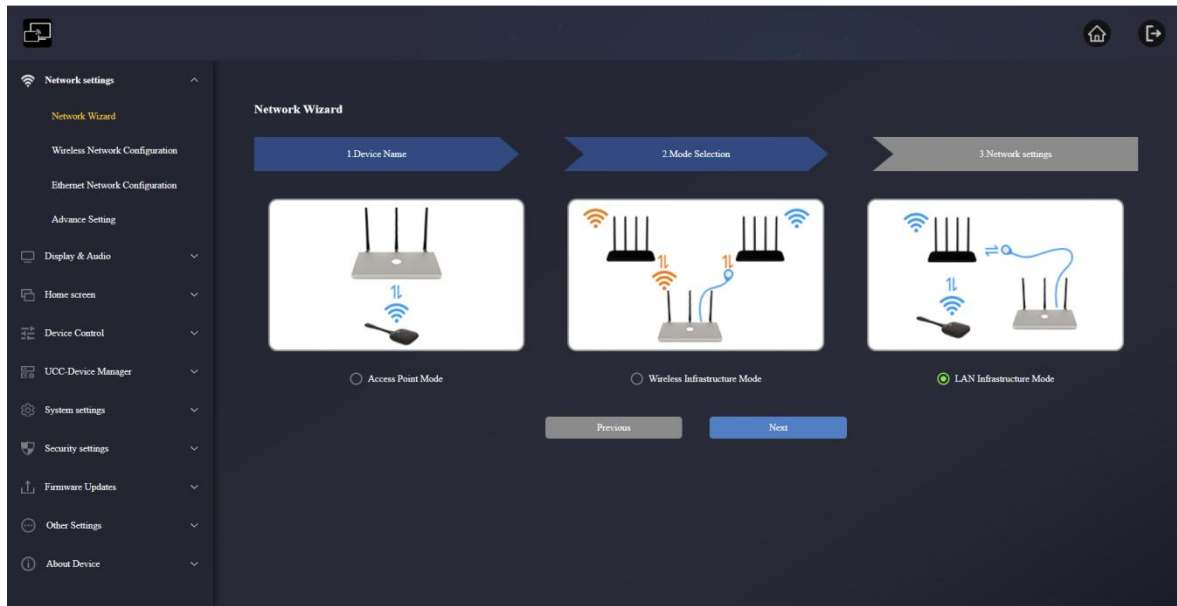 Network settings
Network Wizard
Wireless Network Configuration
Ethernet Network Configuration
Advance Setting
Display & Audio
Home screen
Device Control
UCC-Device Manager
System settings
Security settings
Firmware Updates
Other Settings
About Device
Network Wizard
1.Device Name
2.Mode Selection
3.Network settings
Access Point Mode
Wireless Infrastructure Mode
LAN Infrastructure Mode
Previous
Next